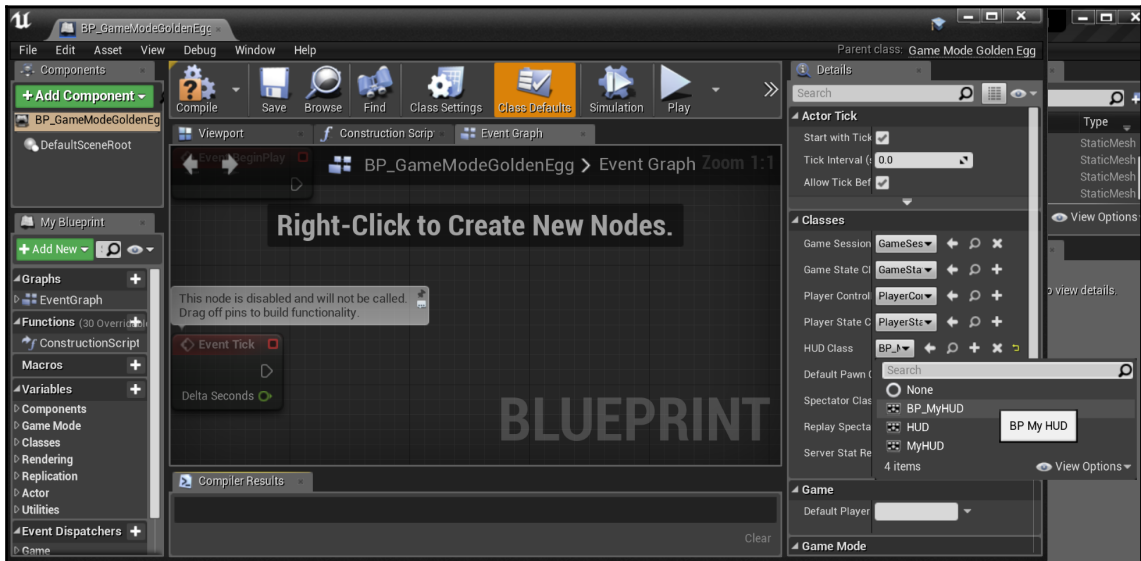 BP_GameModeGoldenEgg
File Edit Asset View Debug Window Help
Parent class: Game Mode Golden Egg
Components
+ Add Component
BP_GameModeGoldenEg
DefaultSceneRoot
My Blueprint
+ Add New
Graphs
EventGraph
Functions (30 Overridable
ConstructionScript
Macros
Variables
Components
Game Mode
Classes
Rendering
Replication
Actor
Utilities
Event Dispatchers
Game
Compile Save Browse Find Class Settings Class Defaults Simulation Play
Viewport Construction Scrip Event Graph
Event BeginPlay
BP_GameModeGoldenEgg > Event Graph Zoom 1:1
Right-Click to Create New Nodes.
This node is disabled and will not be called.
Drag off pins to build functionality.
Event Tick
Delta Seconds
BLUEPRINT
Compiler Results
Clear
Details
Search
Actor Tick
Start with Tick
Tick Interval (s 0.0
Allow Tick Bef
Classes
Game Session GameSes
Game State Cl GameSta
Player Control PlayerCon
Player State C PlayerSta
HUD Class BP_M
Default Pawn
Spectator Clas
Replay Specta
Server Stat Re
Search
None
BP_MyHUD
HUD
MyHUD
4 items View Options
BP My HUD
Game
Default Player
Game Mode
Type
StaticMesh
StaticMesh
StaticMesh
StaticMesh
View Options
o view details.